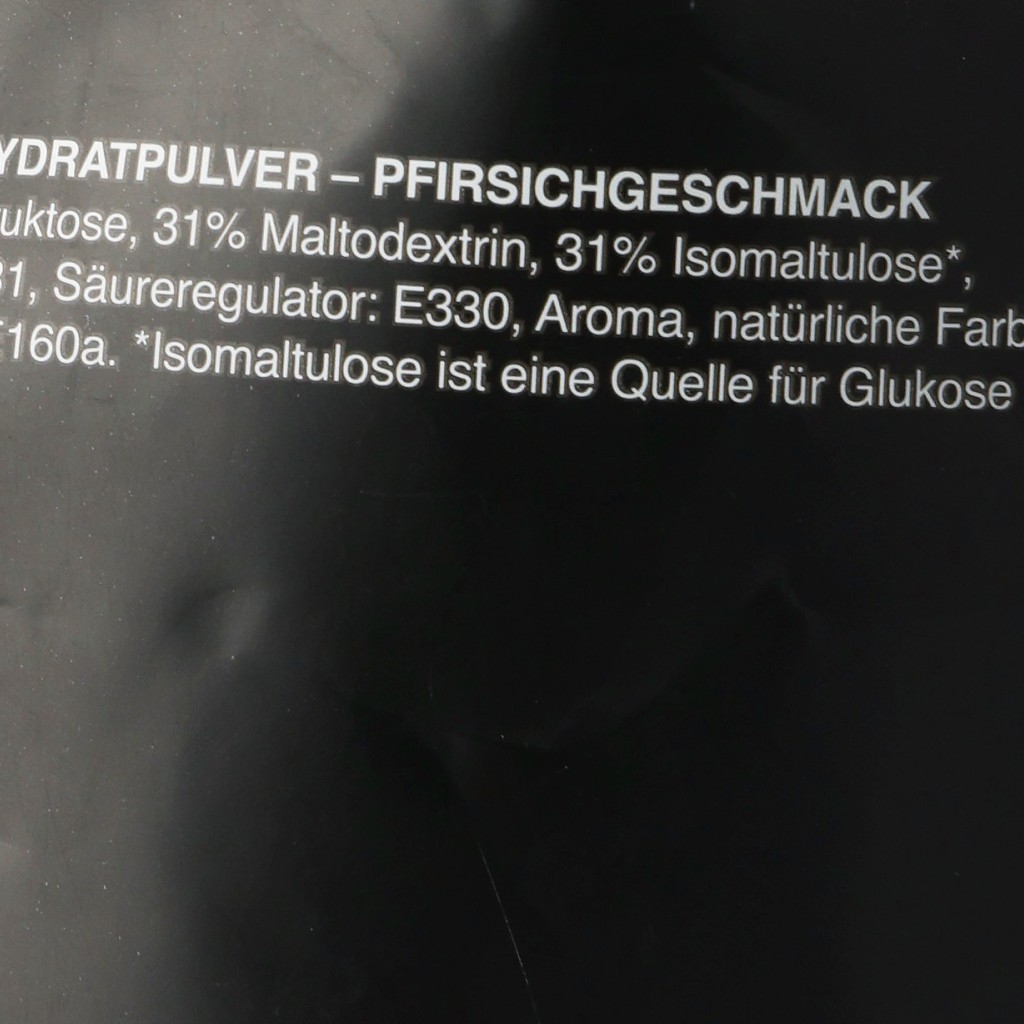 YDRATPULVER – PFIRSICHGESCHMACK
uktose, 31% Maltodextrin, 31% Isomaltulose*,
1, Säureregulator: E330, Aroma, natürliche Farb
E160a. *Isomaltulose ist eine Quelle für Glukose